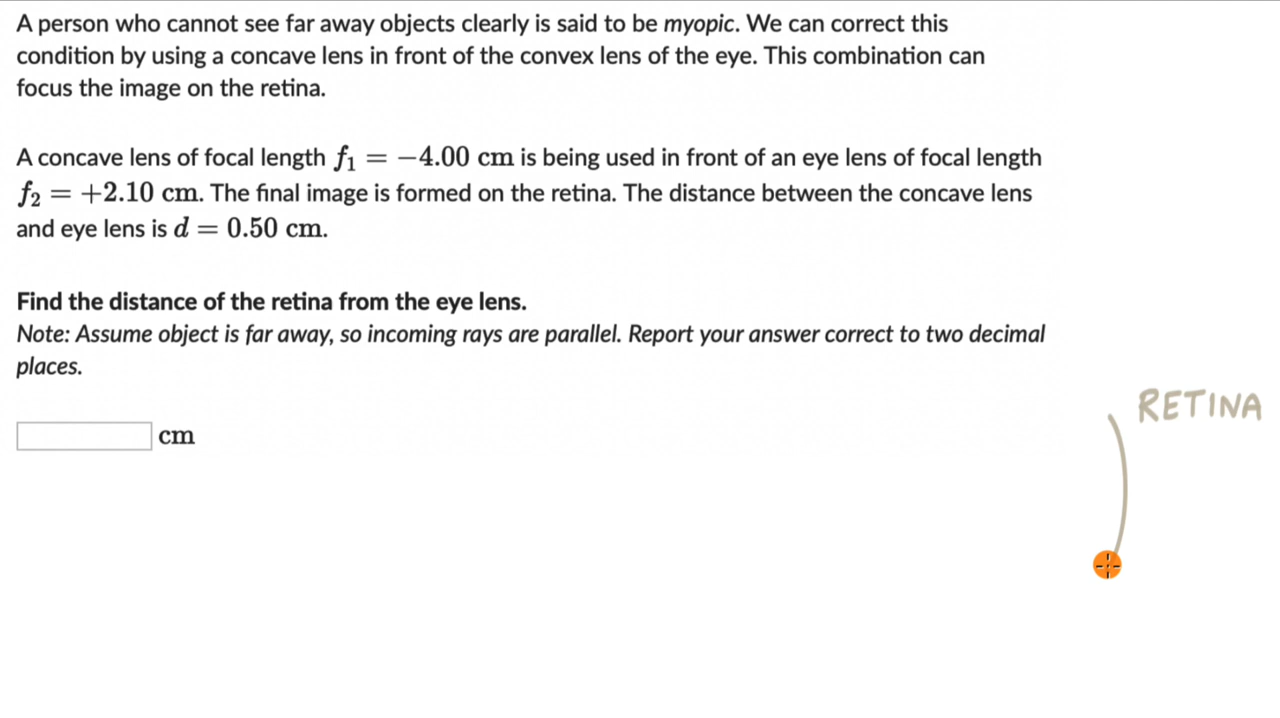 A person who cannot see far away objects clearly is said to be myopic. We can correct this
condition by using a concave lens in front of the convex lens of the eye. This combination can
focus the image on the retina.
A concave lens of focal length f₁ = −4.00 cm is being used in front of an eye lens of focal length
f₂ = +2.10 cm. The final image is formed on the retina. The distance between the concave lens
and eye lens is d = 0.50 cm.
Find the distance of the retina from the eye lens.
Note: Assume object is far away, so incoming rays are parallel. Report your answer correct to two decimal
places.
cm
RETINA